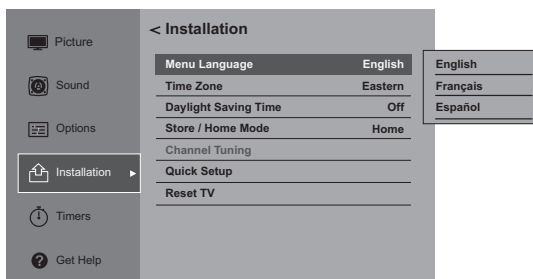 Picture
Sound
Options
Installation
Timers
Get Help
< Installation
Menu Language English
Time Zone Eastern
Daylight Saving Time Off
Store / Home Mode Home
Channel Tuning
Quick Setup
Reset TV
English
Français
Español